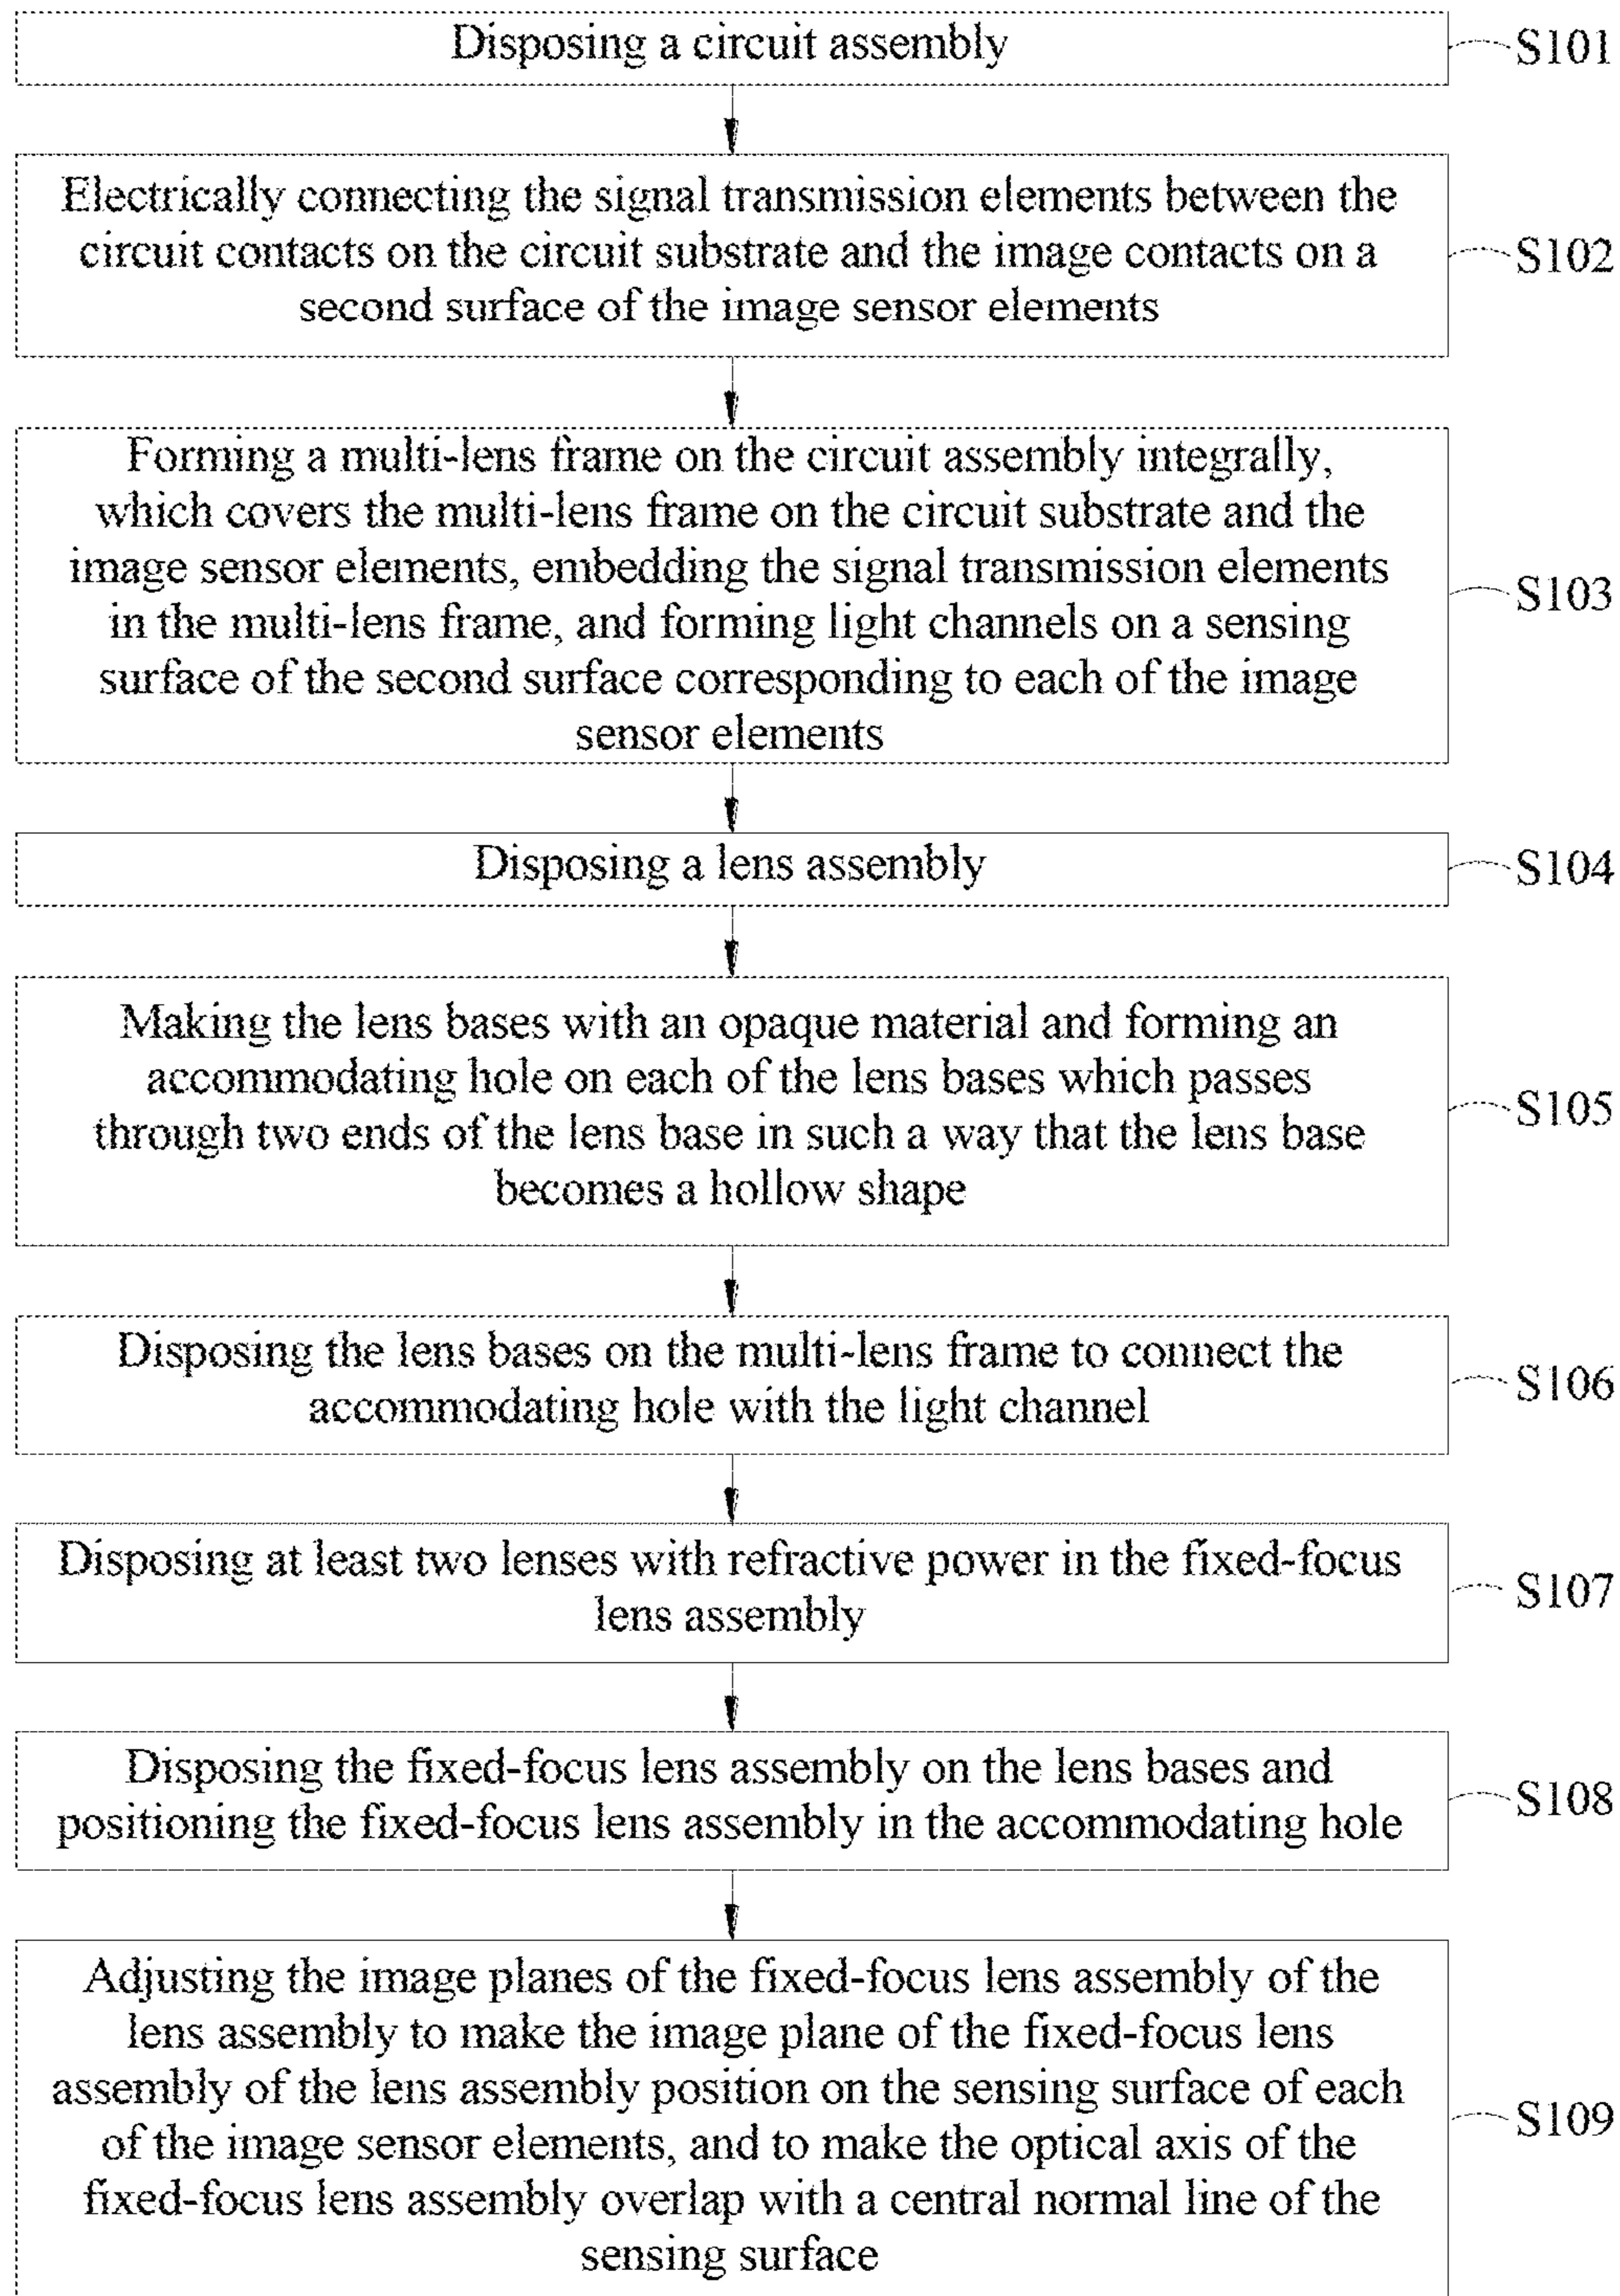 Disposing a circuit assembly
S101
Electrically connecting the signal transmission elements between the
circuit contacts on the circuit substrate and the image contacts on a
second surface of the image sensor elements
S102
Forming a multi-lens frame on the circuit assembly integrally,
which covers the multi-lens frame on the circuit substrate and the
image sensor elements, embedding the signal transmission elements
in the multi-lens frame, and forming light channels on a sensing
surface of the second surface corresponding to each of the image
sensor elements
S103
Disposing a lens assembly
S104
Making the lens bases with an opaque material and forming an
accommodating hole on each of the lens bases which passes
through two ends of the lens base in such a way that the lens base
becomes a hollow shape
S105
Disposing the lens bases on the multi-lens frame to connect the
accommodating hole with the light channel
S106
Disposing at least two lenses with refractive power in the fixed-focus
lens assembly
S107
Disposing the fixed-focus lens assembly on the lens bases and
positioning the fixed-focus lens assembly in the accommodating hole
S108
Adjusting the image planes of the fixed-focus lens assembly of the
lens assembly to make the image plane of the fixed-focus lens
assembly of the lens assembly position on the sensing surface of each
of the image sensor elements, and to make the optical axis of the
fixed-focus lens assembly overlap with a central normal line of the
sensing surface
S109